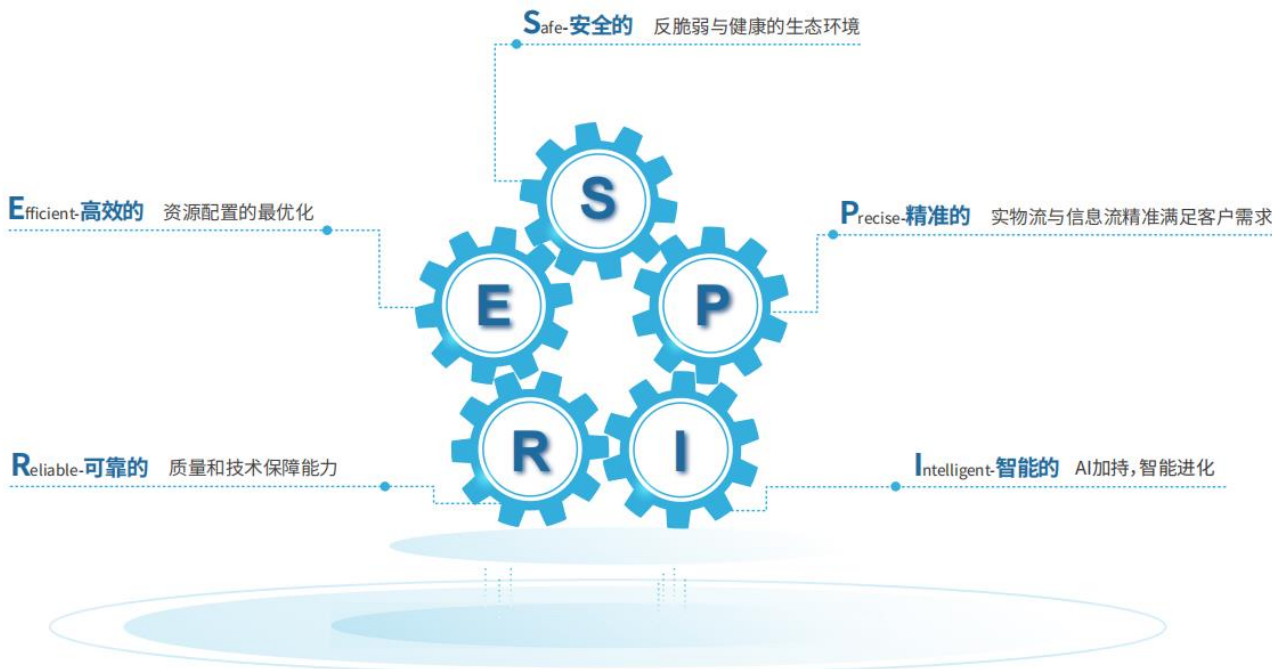 Safe-安全的 反脆弱与健康的生态环境
S
Efficient-高效的 资源配置的最优化
Precise-精准的 实物流与信息流精准满足客户需求
E
P
Reliable-可靠的 质量和技术保障能力
R
I
Intelligent-智能的 AI加持，智能进化